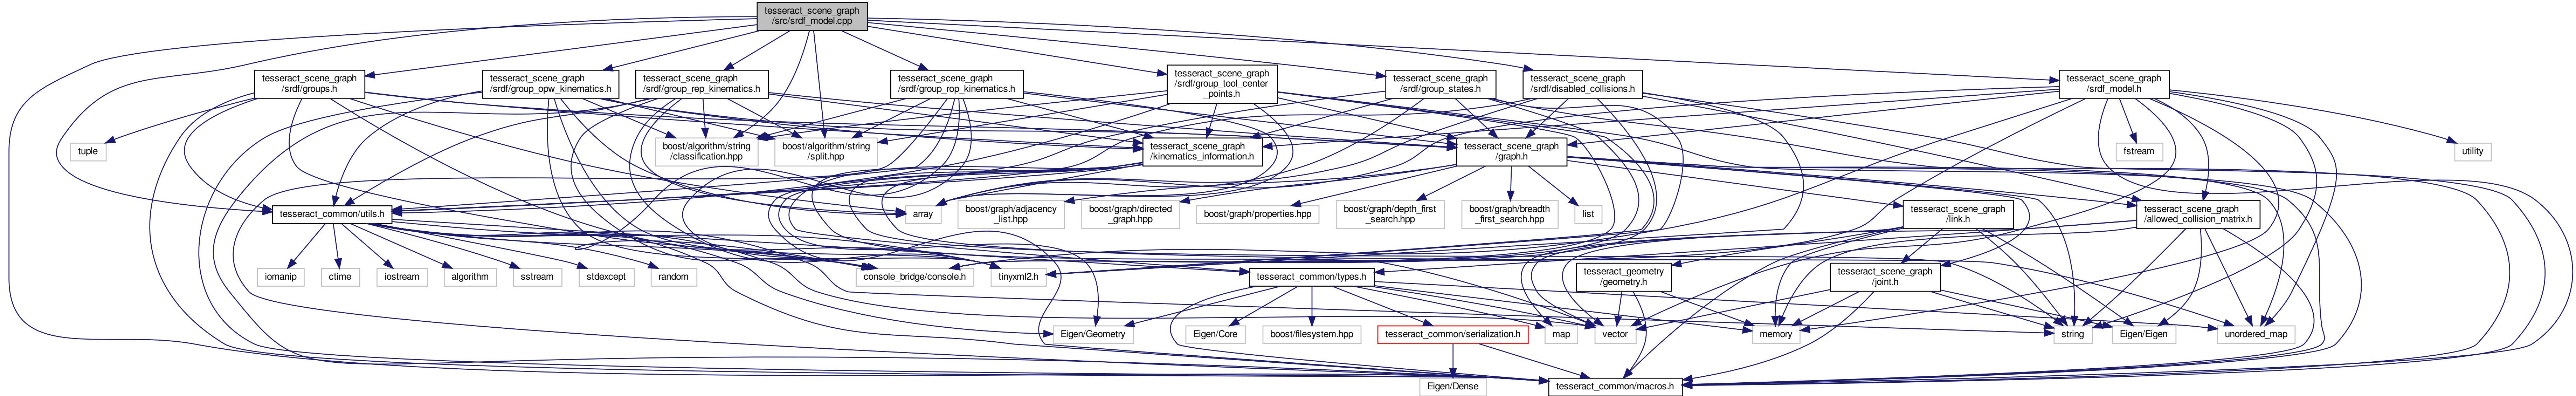 tesseract_scene_graph
/src/srdf_model.cpp
tesseract_scene_graph
/srdf/groups.h
tesseract_scene_graph
/srdf/group_opw_kinematics.h
tesseract_scene_graph
/srdf/group_rep_kinematics.h
tesseract_scene_graph
/srdf/group_rop_kinematics.h
tesseract_scene_graph
/srdf/group_tool_center
_points.h
tesseract_scene_graph
/srdf/group_states.h
tesseract_scene_graph
/srdf/disabled_collisions.h
tesseract_scene_graph
/srdf_model.h
tuple
boost/algorithm/string
/classification.hpp
boost/algorithm/string
/split.hpp
tesseract_scene_graph
/kinematics_information.h
tesseract_scene_graph
/graph.h
fstream
utility
tesseract_common/utils.h
array
boost/graph/adjacency
_list.hpp
boost/graph/directed
_graph.hpp
boost/graph/properties.hpp
boost/graph/depth_first
_search.hpp
boost/graph/breadth
_first_search.hpp
list
tesseract_scene_graph
/link.h
tesseract_scene_graph
/allowed_collision_matrix.h
iomanip
ctime
iostream
algorithm
sstream
stdexcept
random
console_bridge/console.h
tinyxml2.h
tesseract_common/types.h
tesseract_geometry
/geometry.h
tesseract_scene_graph
/joint.h
Eigen/Geometry
Eigen/Core
boost/filesystem.hpp
tesseract_common/serialization.h
map
vector
memory
string
Eigen/Eigen
unordered_map
Eigen/Dense
tesseract_common/macros.h